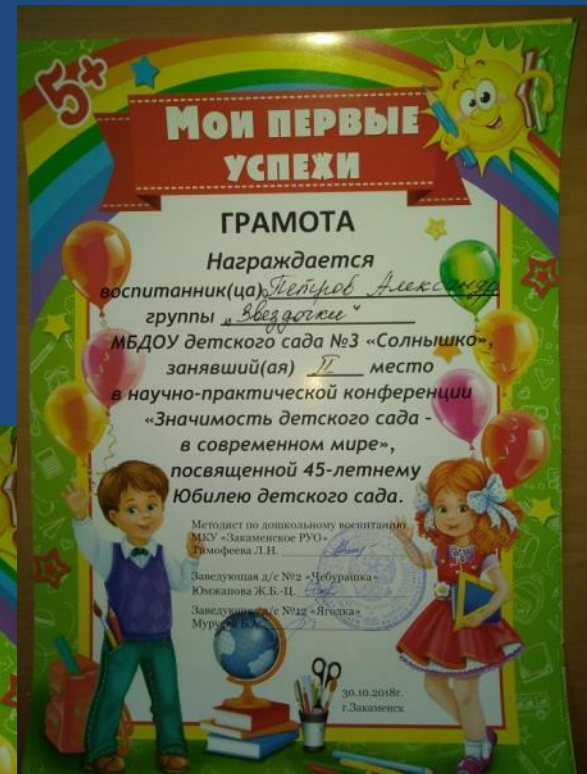 5+
МОИ ПЕРВЫЕ
УСПЕХИ
ГРАМОТА
Награждается
воспитанник(ца) Петров Александр
группы „Звездочки“
МБДОУ детского сада №3 «Солнышко»,
занявший(ая) II место
в научно-практической конференции
«Значимость детского сада -
в современном мире»,
посвященной 45-летнему
Юбилею детского сада.
Методист по дошкольному воспитанию
МКУ «Закаменское РУО»
Тимофеева Л.Н.
Заведующая д/с №2 «Чебурашка»
Юмжапова Ж.Б.-Ц.
Заведующая д/с №12 «Ягодка»
30.10.2018г.
г.Закаменск